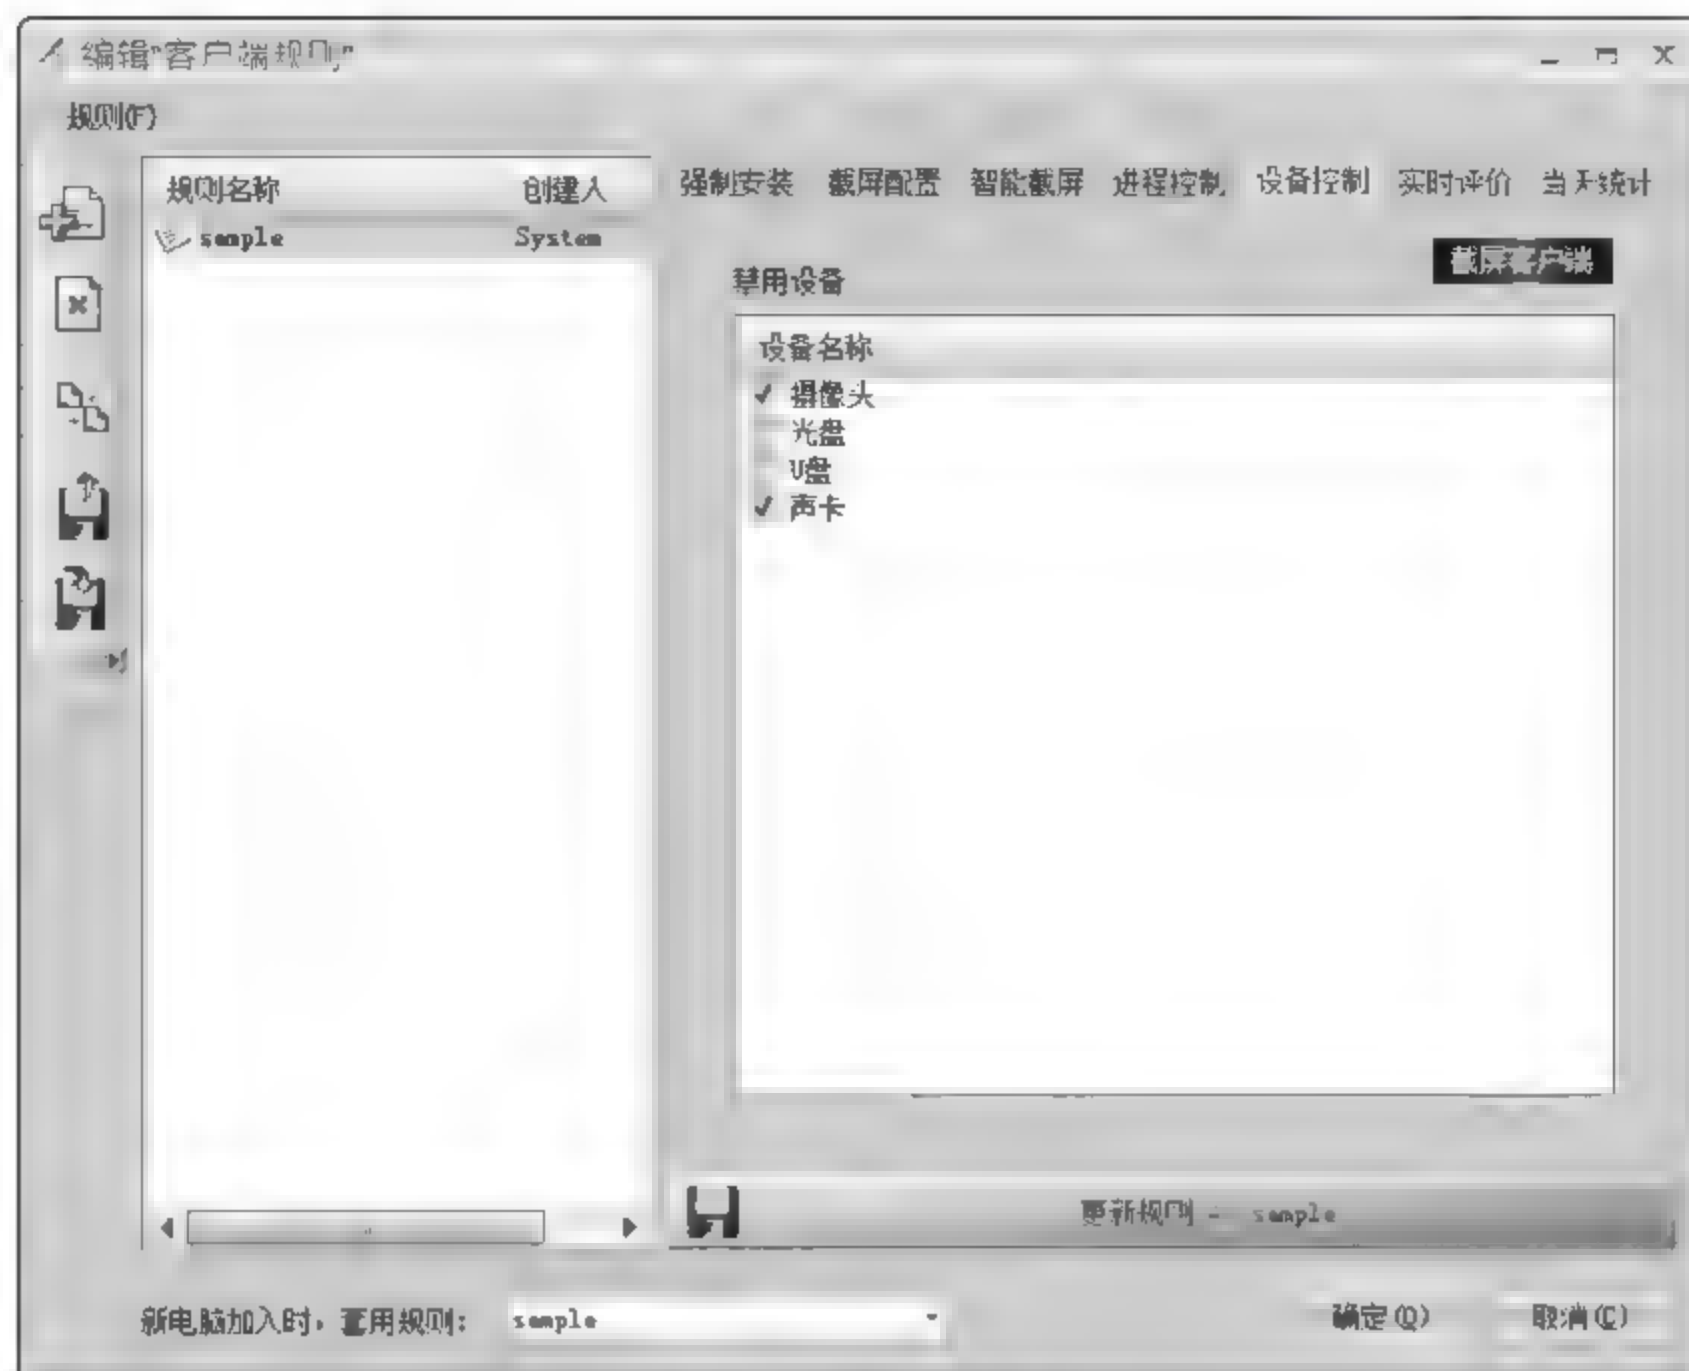 编辑"客户端规则"
规则(F)
规则名称 创建人
sample System
强制安装 截屏配置 智能截屏 进程控制 设备控制 实时评价 当天统计
截屏客户端
禁用设备
设备名称
摄像头
光盘
U盘
声卡
更新规则 -- sample
新电脑加入时，套用规则： sample
确定(O) 取消(C)